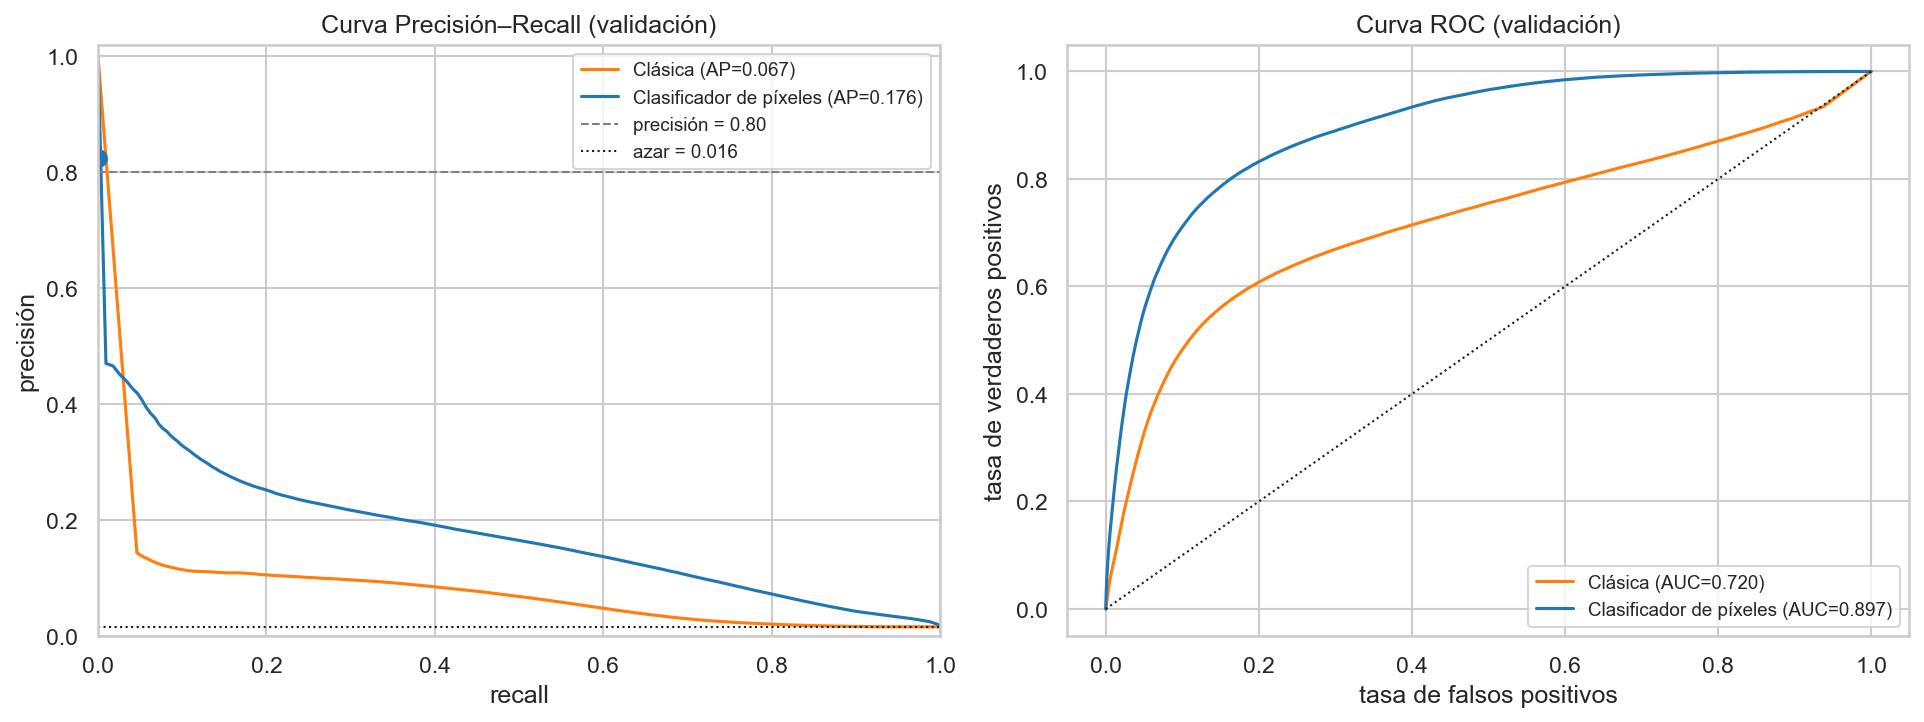 Curva Precisión–Recall (validación)
1.0
0.8
0.6
0.4
0.2
0.0
precisión
Clásica (AP=0.067)
Clasificador de píxeles (AP=0.176)
precisión = 0.80
azar = 0.016
0.0 0.2 0.4 0.6 0.8 1.0
recall
Curva ROC (validación)
1.0
0.8
0.6
0.4
0.2
0.0
tasa de verdaderos positivos
Clásica (AUC=0.720)
Clasificador de píxeles (AUC=0.897)
0.0 0.2 0.4 0.6 0.8 1.0
tasa de falsos positivos